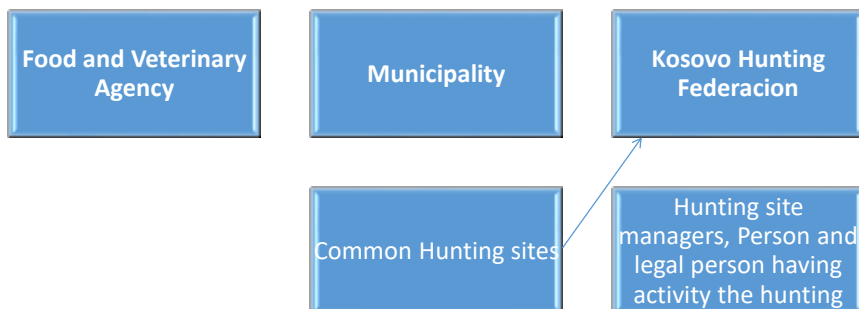 Food and Veterinary
Agency
Municipality
Kosovo Hunting
Federacion
Common Hunting sites
Hunting site
managers, Person and
legal person having
activity the hunting